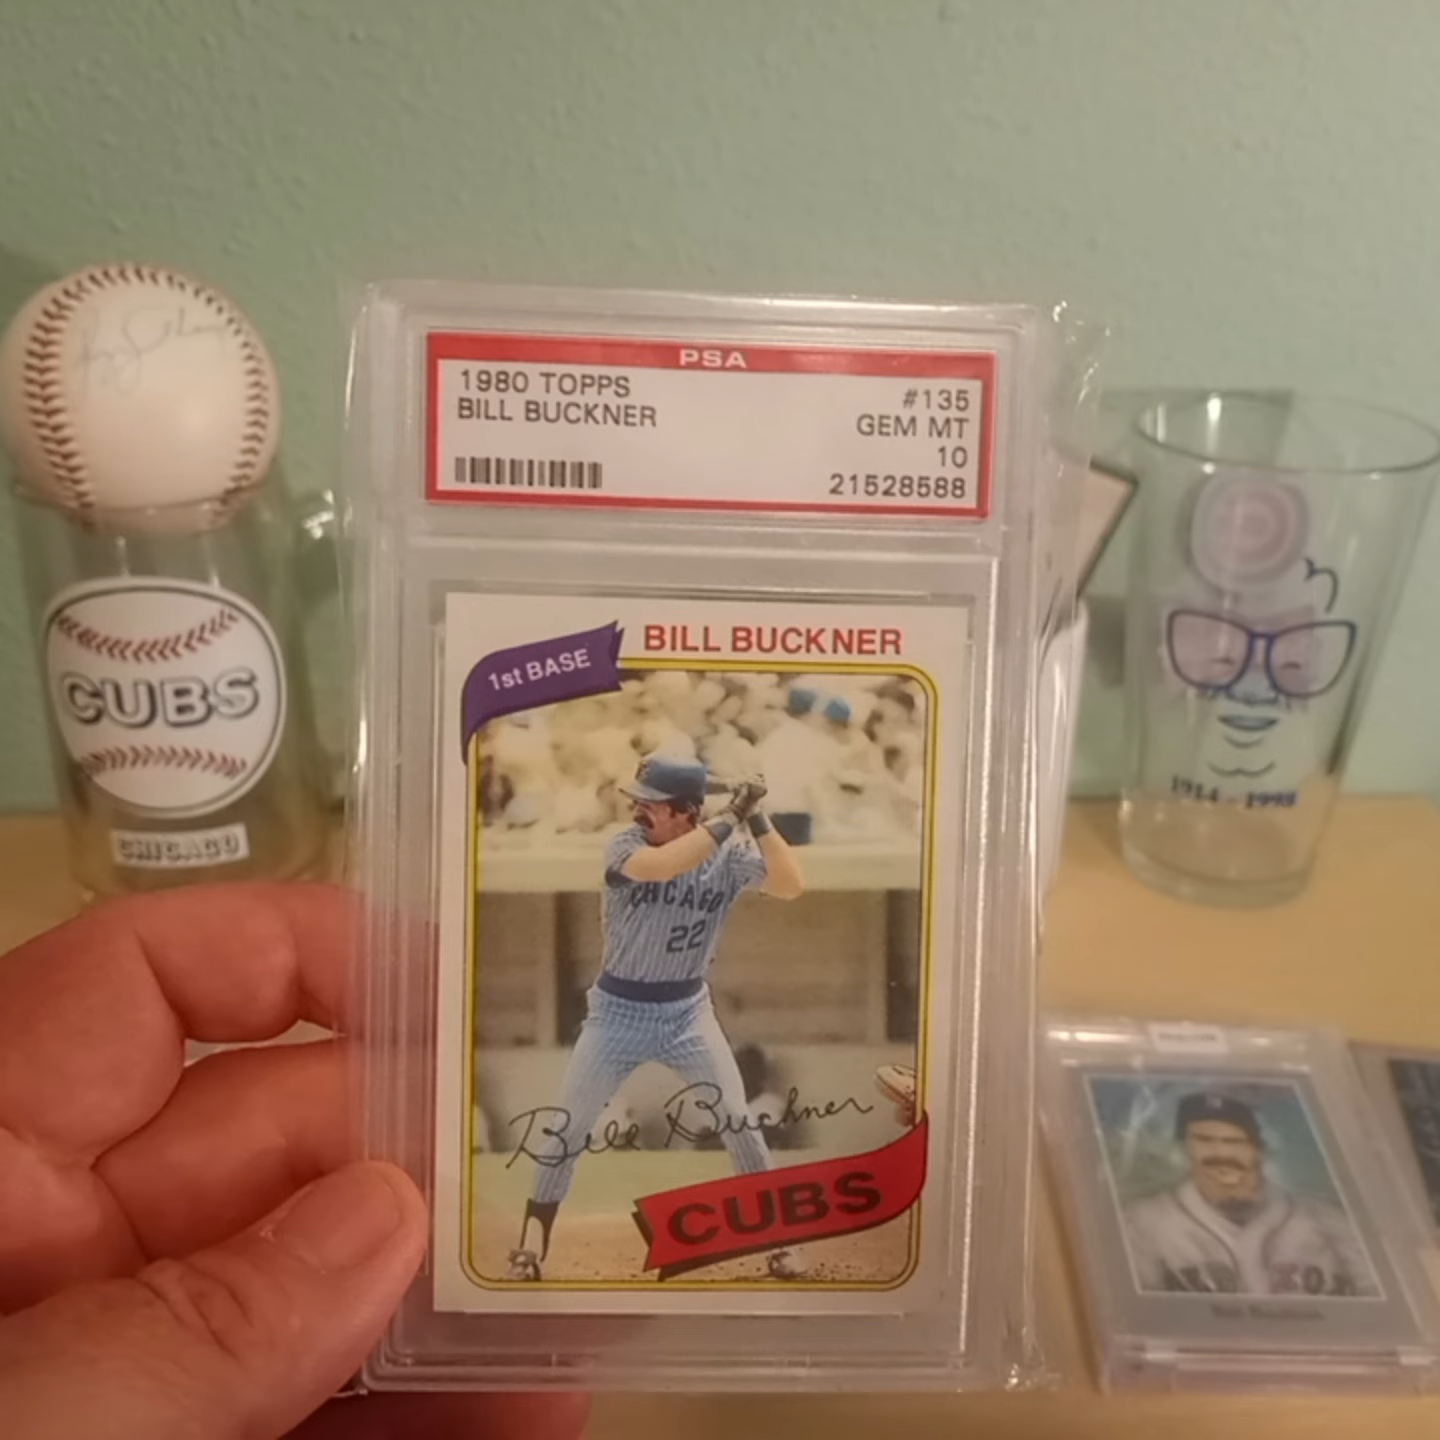 PSA
1980 TOPPS
BILL BUCKNER
#135
GEM MT
10
21528588
1st BASE
BILL BUCKNER
CHICAGO
22
Bill Buckner
CUBS
CUBS
CHICAGO
1914 - 1998